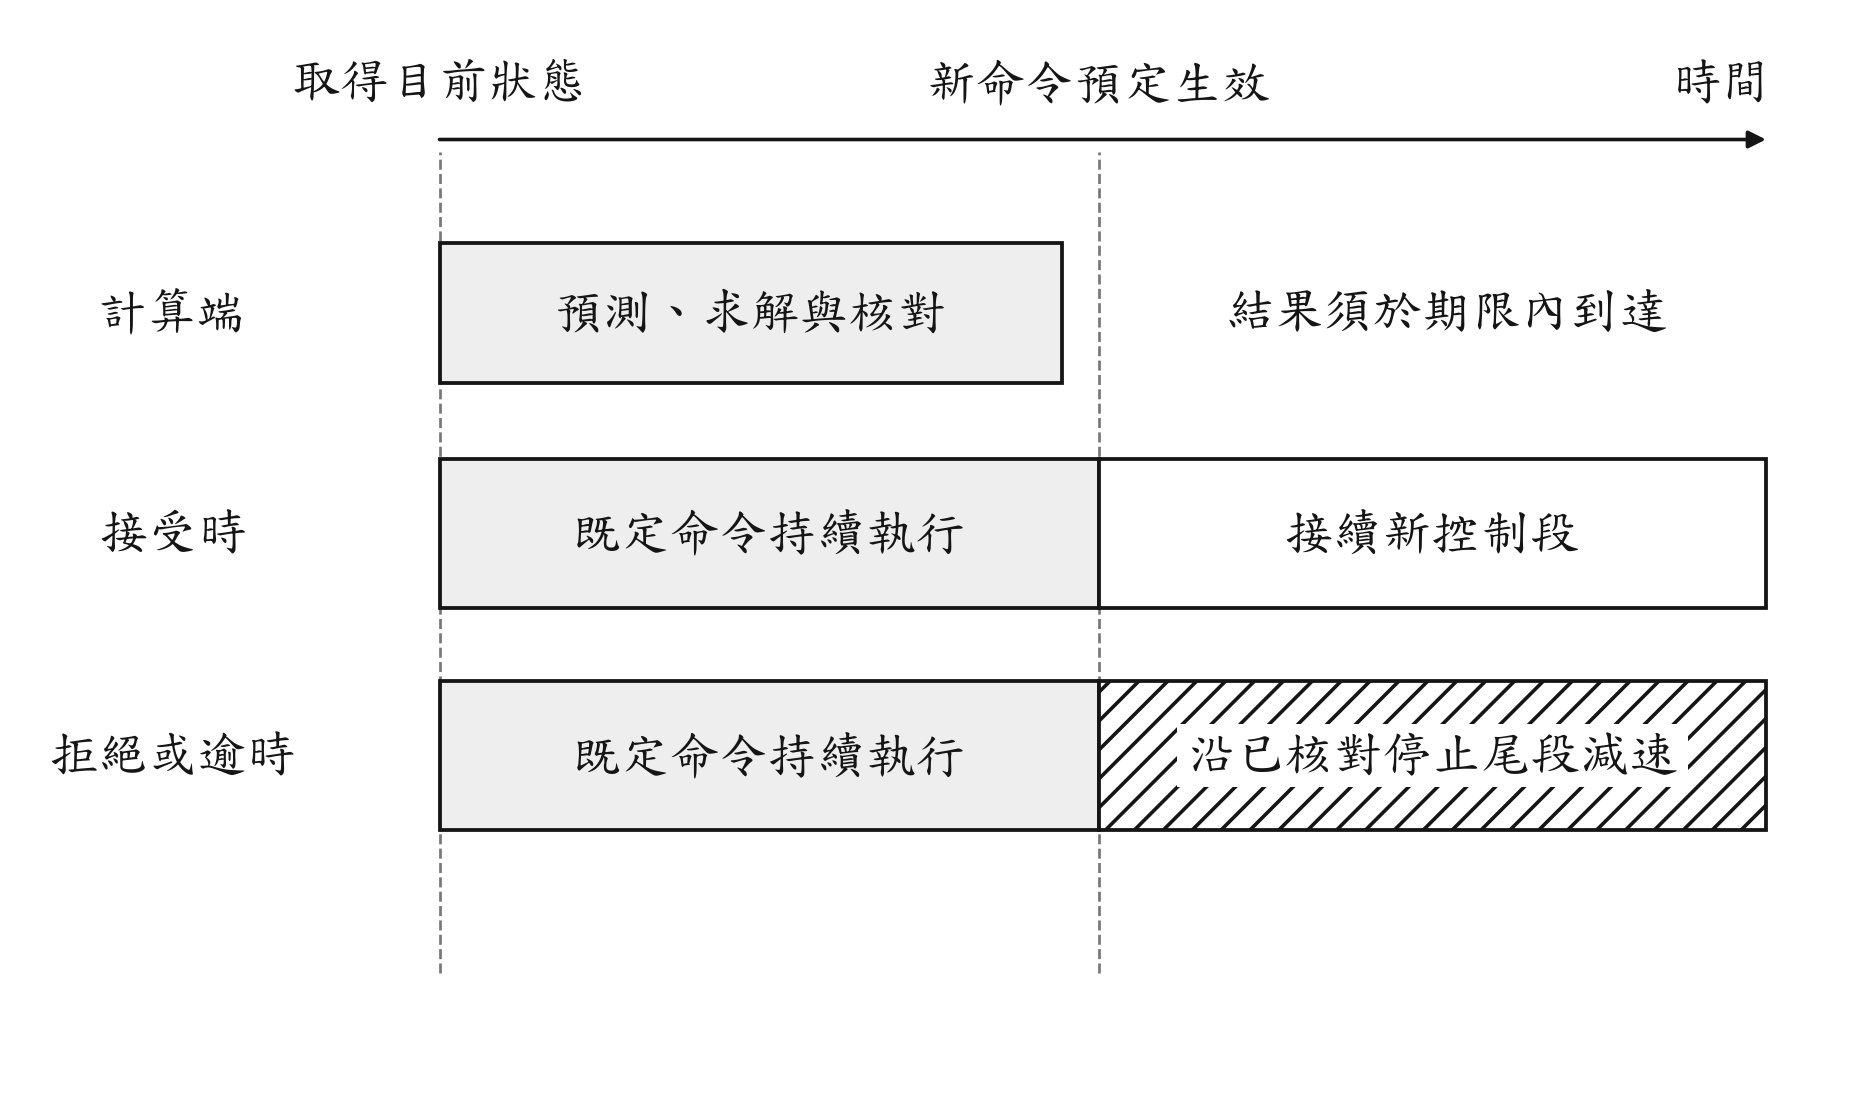 取得目前狀態
新命令預定生效
時間
計算端
預測、求解與核對
結果須於期限內到達
接受時
既定命令持續執行
接續新控制段
拒絕或逾時
既定命令持續執行
沿已核對停止尾段減速